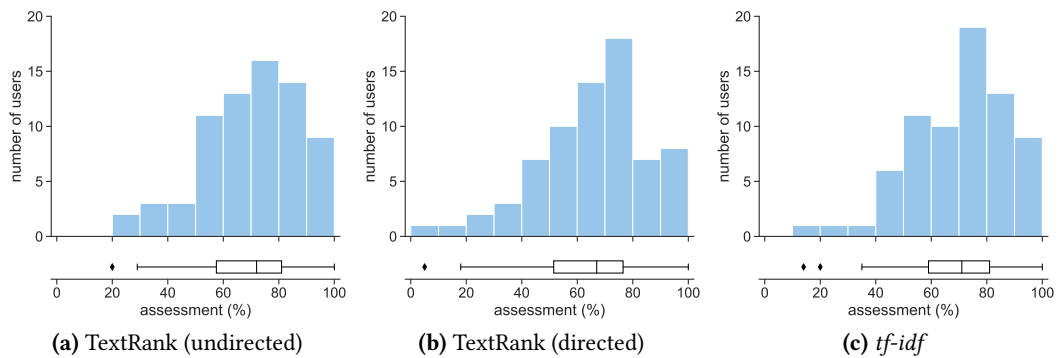 20
15
10
5
0
number of users
0 20 40 60 80 100
assessment (%)
(a) TextRank (undirected)
20
15
10
5
0
number of users
0 20 40 60 80 100
assessment (%)
(b) TextRank (directed)
20
15
10
5
0
number of users
0 20 40 60 80 100
assessment (%)
(c) tf-idf